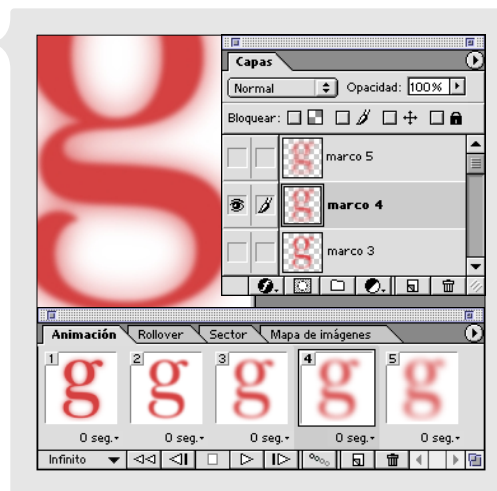 g
Capas
Normal Opacidad: 100%
Bloquear:
marco 5
marco 4
marco 3
Animación Rollover Sector Mapa de imágenes
1 2 3 4 5
g g g g g
0 seg. 0 seg. 0 seg. 0 seg. 0 seg.
Infinito